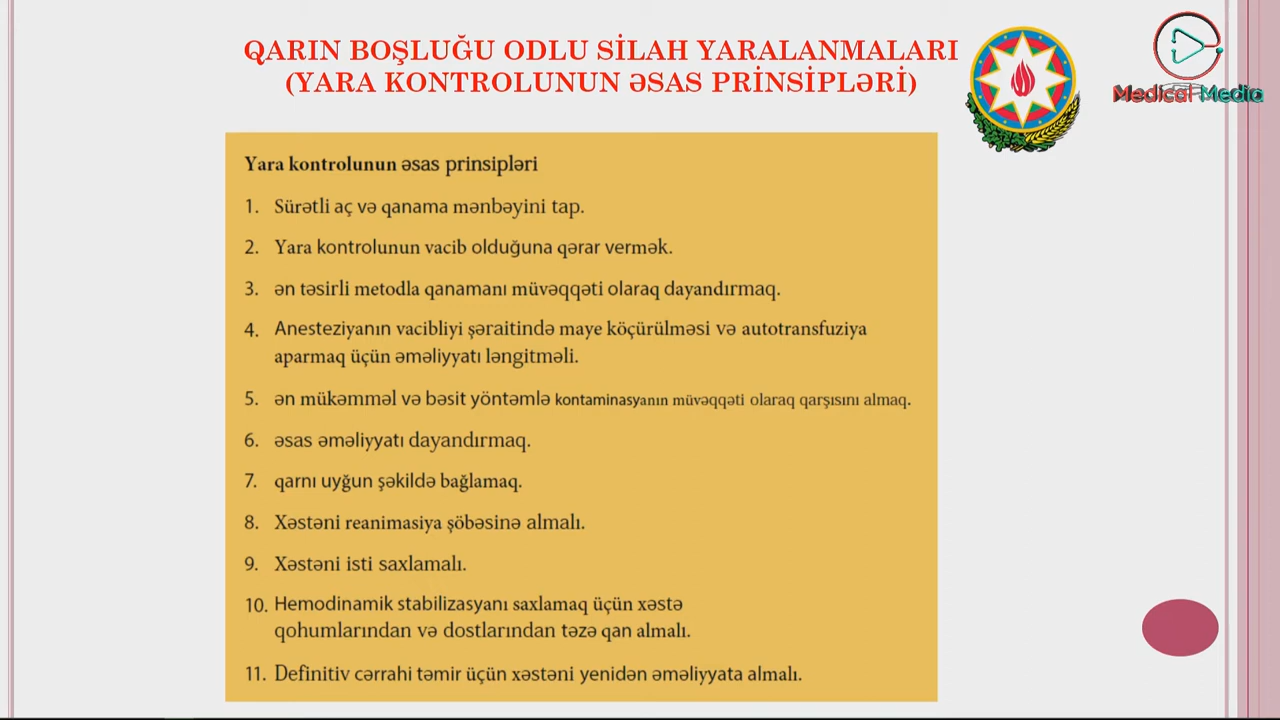 QARIN BOŞLUĞU ODLU SİLAH YARALANMALARI
(YARA KONTROLUNUN ƏSAS PRİNSİPLƏRİ)
Medical Media
Yara kontrolunun əsas prinsipləri
1. Sürətli aç və qanama mənbəyini tap.
2. Yara kontrolunun vacib olduğuna qərar vermək.
3. ən təsirli metodla qanamanı müvəqqəti olaraq dayandırmaq.
4. Anesteziyanın vacibliyi şəraitində maye köçürülməsi və autotransfuziya
aparmaq üçün əməliyyatı ləngitməli.
5. ən mükəmməl və bəsit yöntəmlə kontaminasyanın müvəqqəti olaraq qarşısını almaq.
6. əsas əməliyyatı dayandırmaq.
7. qarnı uyğun şəkildə bağlamaq.
8. Xəstəni reanimasiya şöbəsinə almalı.
9. Xəstəni isti saxlamalı.
10. Hemodinamik stabilizasyanı saxlamaq üçün xəstə
qohumlarından və dostlarından təzə qan almalı.
11. Definitiv cərrahi təmir üçün xəstəni yenidən əməliyyata almalı.